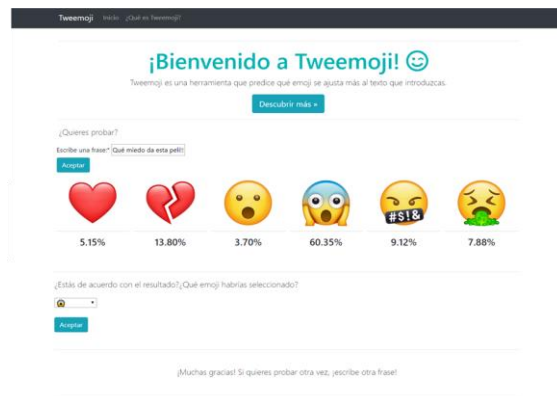 Tweemoji Inicio ¿Qué es Tweemoji?
¡Bienvenido a Tweemoji!
Tweemoji es una herramienta que predice qué emoji se ajusta más al texto que introduzcas.
Descubrir más »
¿Quieres probar?
Escribe una frase:* Qué miedo da esta peli!!
Aceptar
#$!&
5.15% 13.80% 3.70% 60.35% 9.12% 7.88%
¿Estás de acuerdo con el resultado?¿Qué emoji habrías seleccionado?
Aceptar
¡Muchas gracias! Si quieres probar otra vez, ¡escribe otra frase!